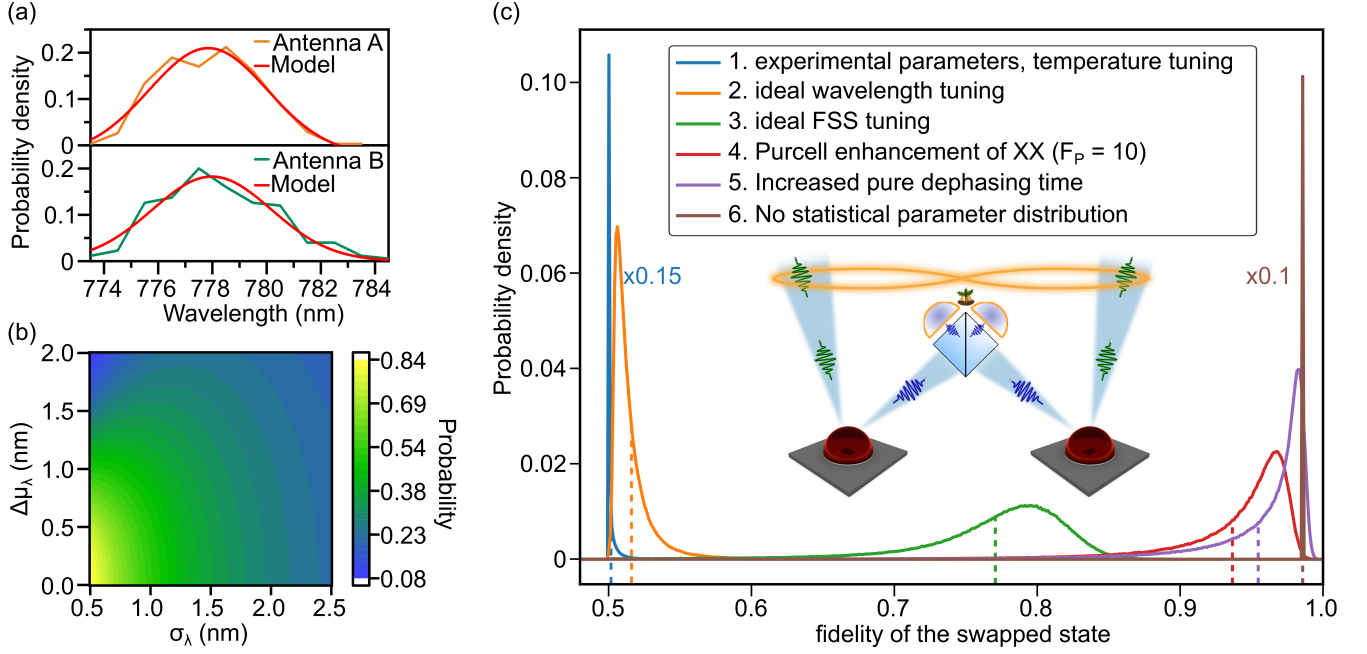 (a)
Probability density
0.2
0.1
0
Antenna A
Model
0.2
0.1
0
Antenna B
Model
774 776 778 780 782 784
Wavelength (nm)
(b)
Δμλ (nm)
2.0
1.5
1.0
0.5
0.0
0.5 1.0 1.5 2.0 2.5
σλ (nm)
0.84
0.69
0.54
0.38
0.23
0.08
Probability
(c)
Probability density
0.10
0.08
0.06
0.04
0.02
0
1. experimental parameters, temperature tuning
2. ideal wavelength tuning
3. ideal FSS tuning
4. Purcell enhancement of XX (FP = 10)
5. Increased pure dephasing time
6. No statistical parameter distribution
x0.15
x0.1
0.5 0.6 0.7 0.8 0.9 1.0
fidelity of the swapped state